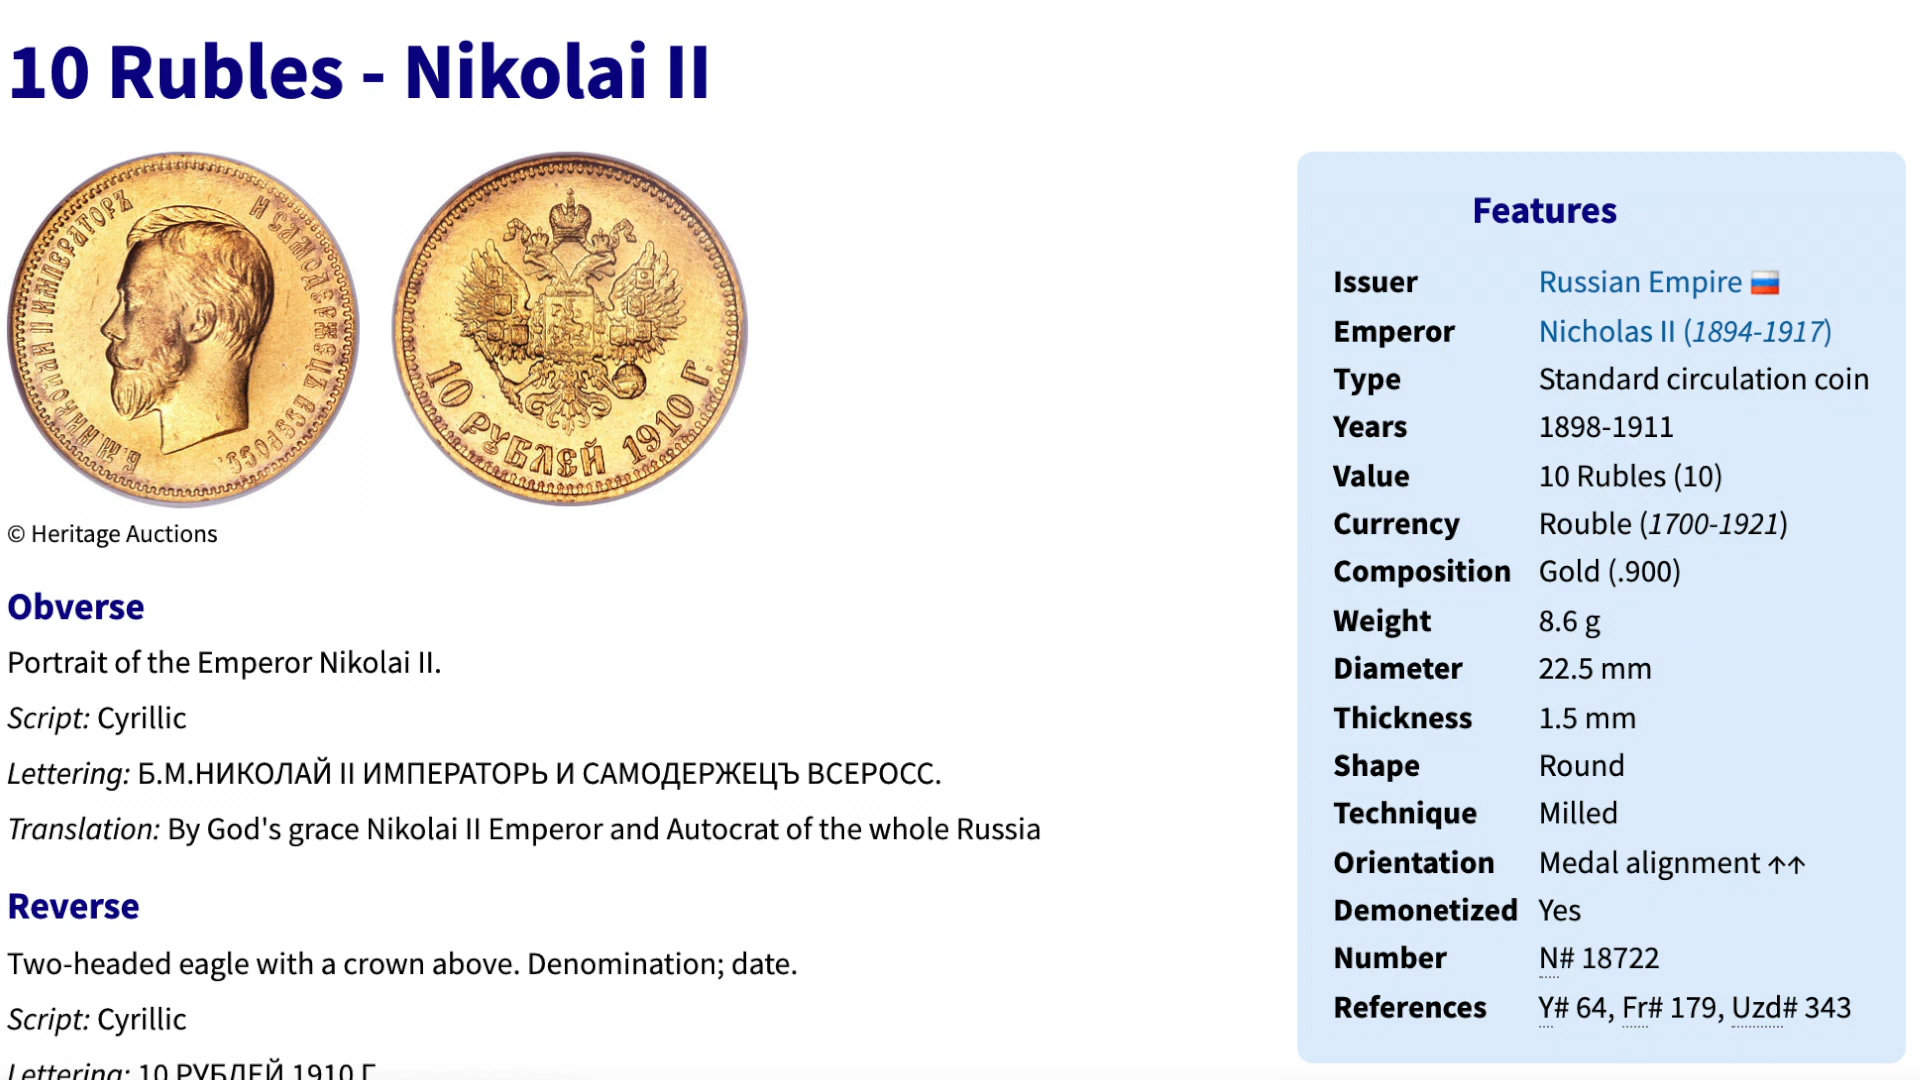 10 Rubles - Nikolai II
Б.М.НИКОЛАЙ II ИМПЕРАТОРЪ И САМОДЕРЖЕЦЪ ВСЕРОСС.
10 РУБЛЕЙ 1910 Г.
© Heritage Auctions
Obverse
Portrait of the Emperor Nikolai II.
Script: Cyrillic
Lettering: Б.М.НИКОЛАЙ II ИМПЕРАТОРЬ И САМОДЕРЖЕЦЪ ВСЕРОСС.
Translation: By God's grace Nikolai II Emperor and Autocrat of the whole Russia
Reverse
Two-headed eagle with a crown above. Denomination; date.
Script: Cyrillic
Lettering: 10 РУБЛЕЙ 1910 Г
Features
Issuer Russian Empire
Emperor Nicholas II (1894-1917)
Type Standard circulation coin
Years 1898-1911
Value 10 Rubles (10)
Currency Rouble (1700-1921)
Composition Gold (.900)
Weight 8.6 g
Diameter 22.5 mm
Thickness 1.5 mm
Shape Round
Technique Milled
Orientation Medal alignment ↑↑
Demonetized Yes
Number N# 18722
References Y# 64, Fr# 179, Uzd# 343